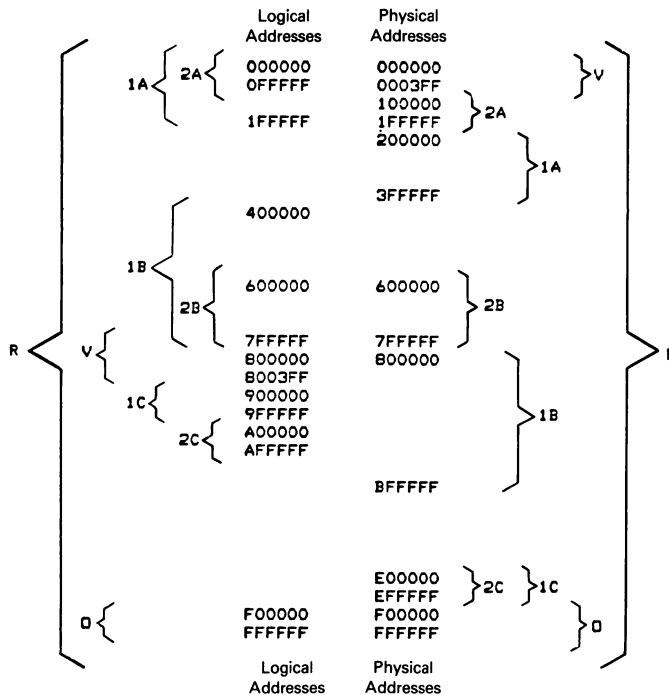 Logical Physical
Addresses Addresses
2A 000000 000000 V
1A 0FFFFF 0003FF
100000
1FFFFF 1FFFFF 2A
200000
1A
3FFFFF
400000
1B
600000 600000
2B 2B
7FFFFF 7FFFFF
R V 800000 800000
8003FF
1C 900000
9FFFFF 1B
2C A00000
AFFFFF
BFFFFF
E00000 2C 1C
EFFFFF
O F00000 F00000 O
FFFFFF FFFFFF
Logical Physical
Addresses Addresses